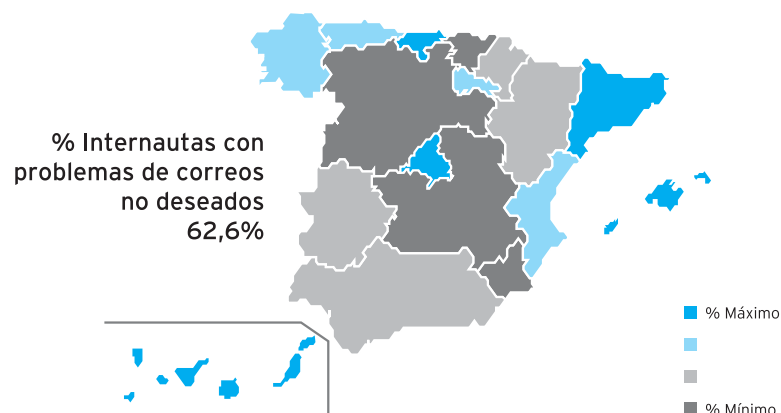 % Internautas con
problemas de correos
no deseados
62,6%
% Máximo
% Mínimo